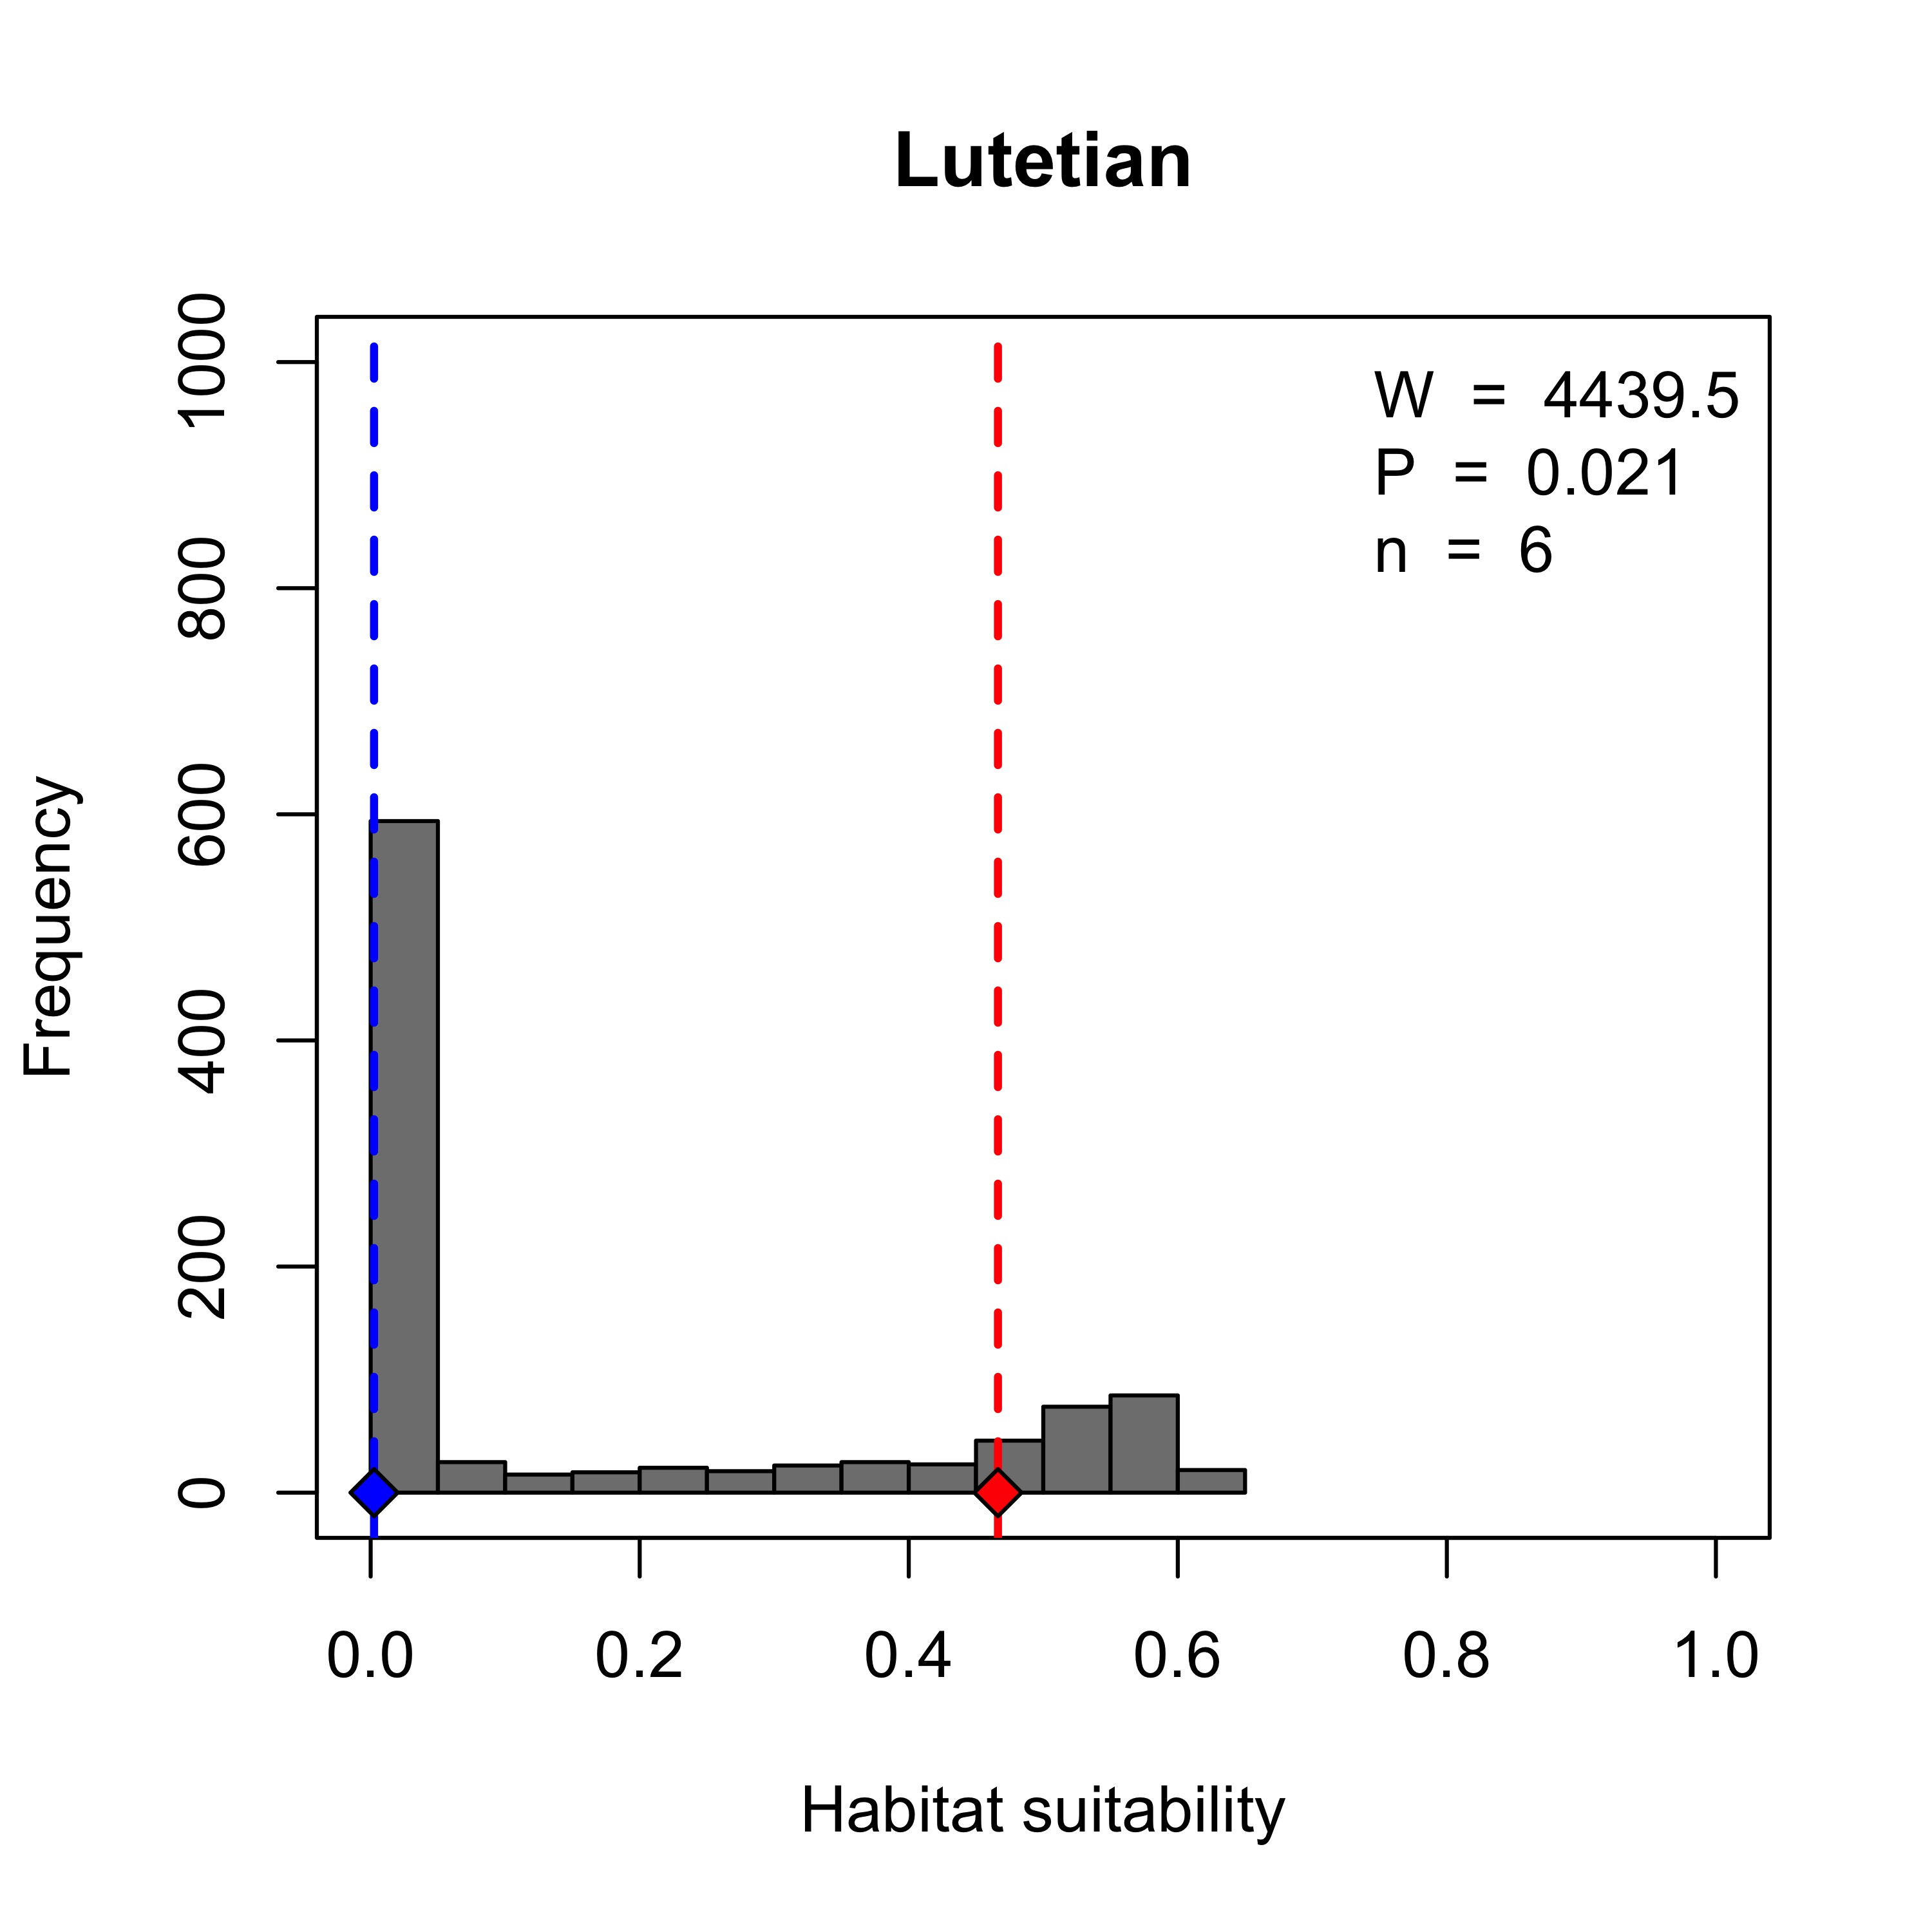 Lutetian
W = 4439.5
P = 0.021
n = 6
Frequency
1000
800
600
400
200
0
0.0 0.2 0.4 0.6 0.8 1.0
Habitat suitability